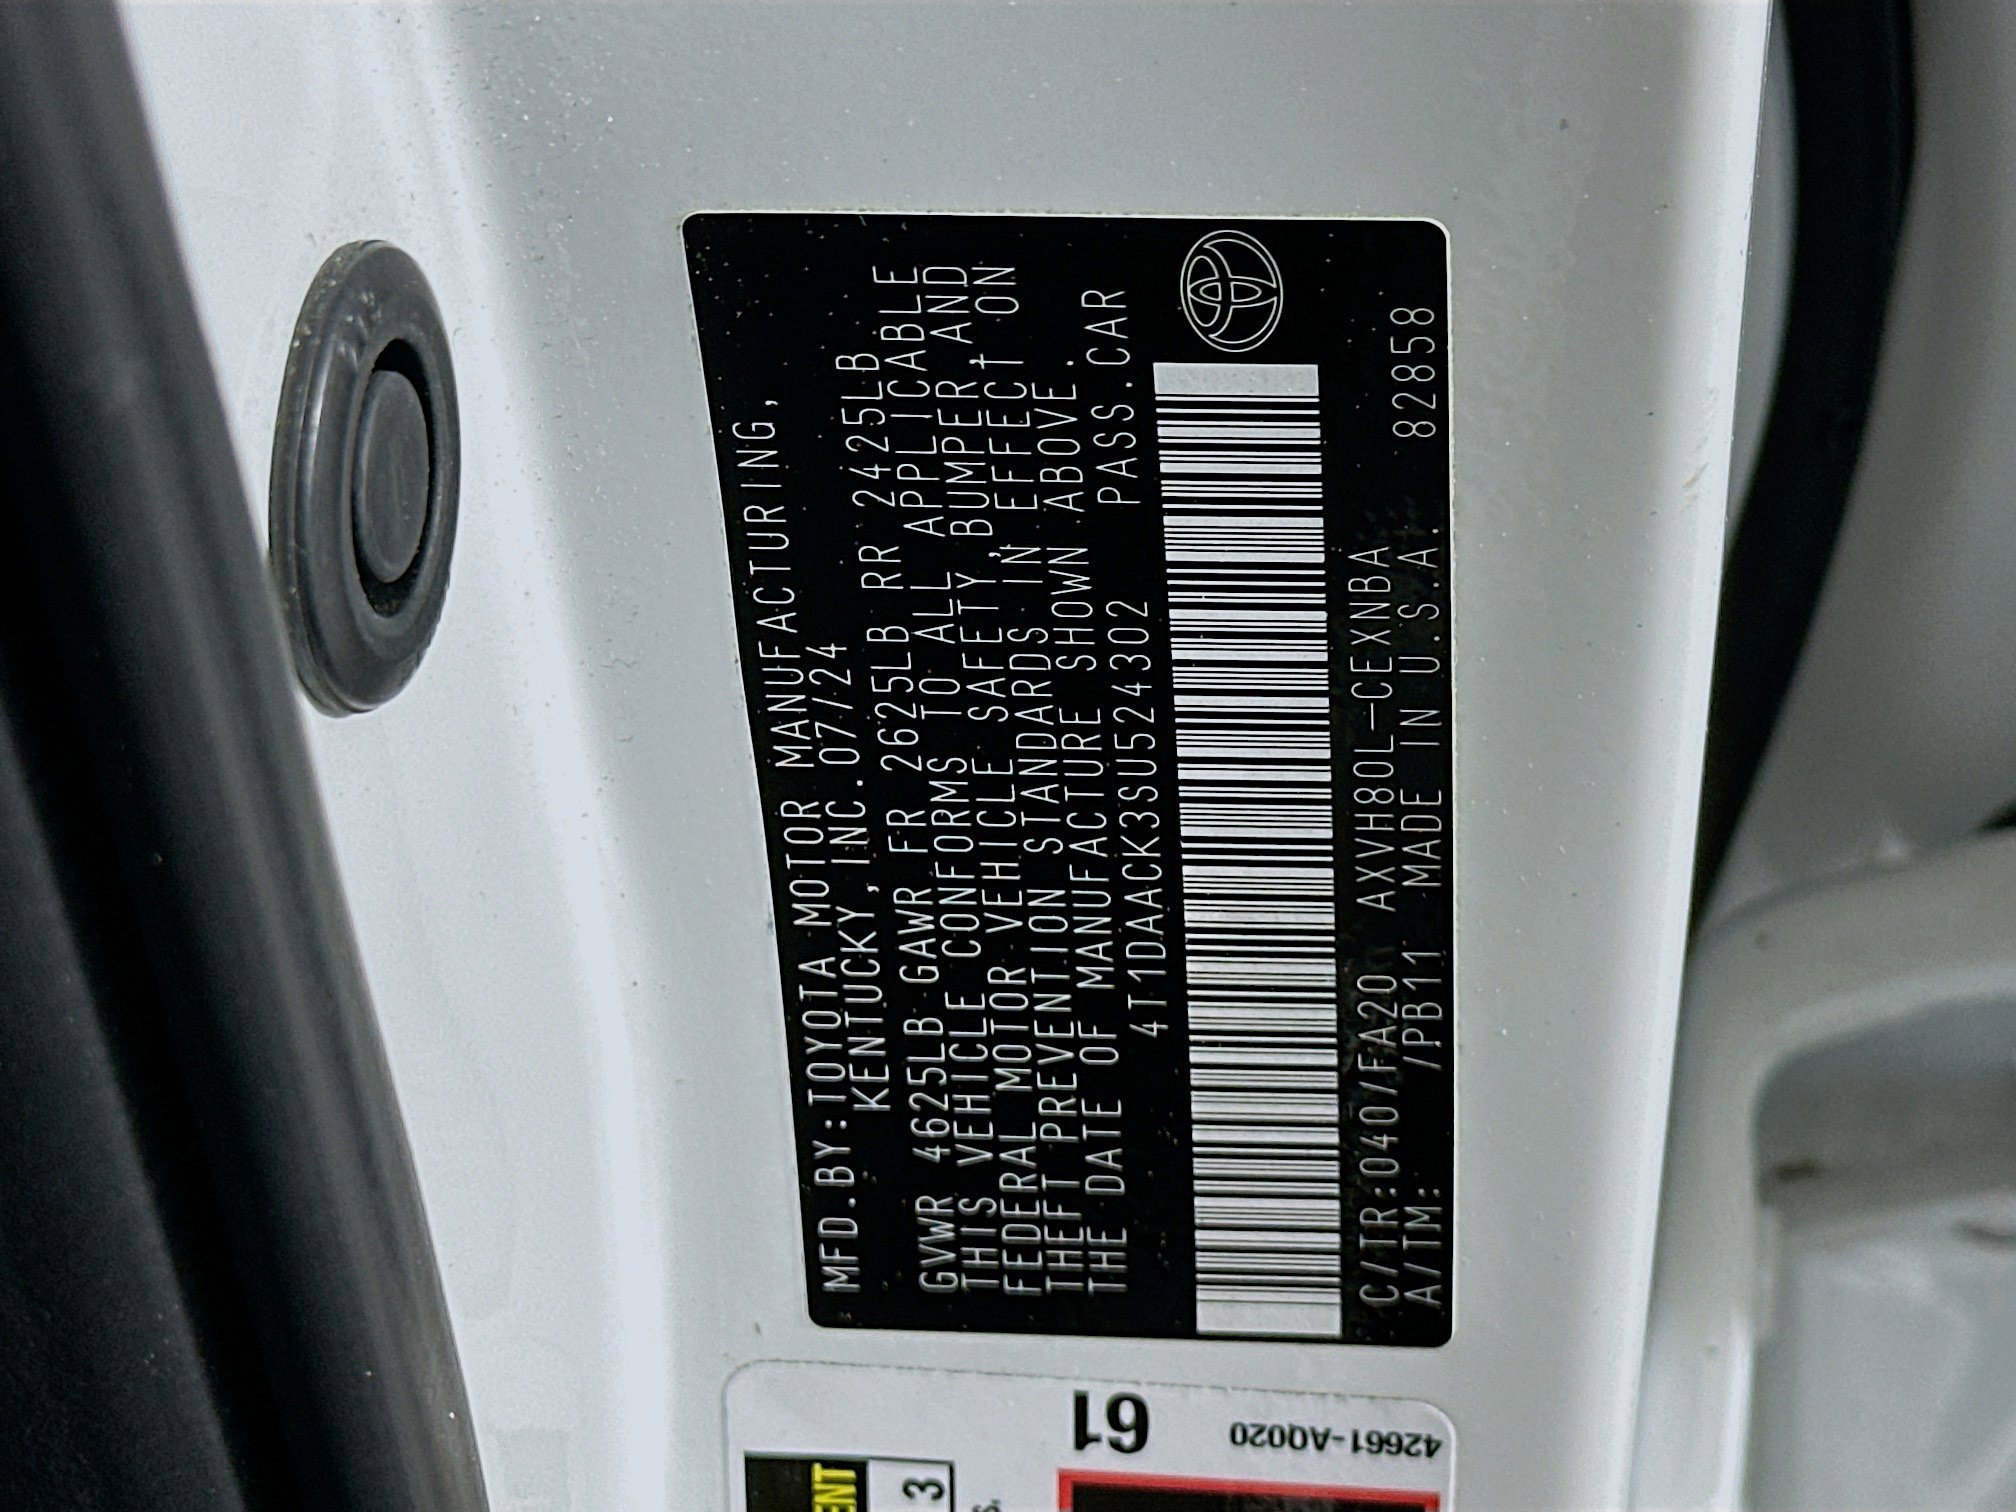 MFD.BY:TOYOTA MOTOR MANUFACTURING,
KENTUCKY,INC.07/24
GVWR 4625LB GAWR FR 2625LB RR 2425LB
THIS VEHICLE CONFORMS TO ALL APPLICABLE
FEDERAL MOTOR VEHICLE SAFETY,BUMPER,AND
THEFT PREVENTION STANDARDS IN EFFECT ON
THE DATE OF MANUFACTURE SHOWN ABOVE.
4T1DAACK3SU524302 PASS.CAR
C/TR:040/FA20 AXVH80L-CEXNBA 82858
A/TM: /PB11 MADE IN U.S.A.
61
42661-AQ020
ENT
3